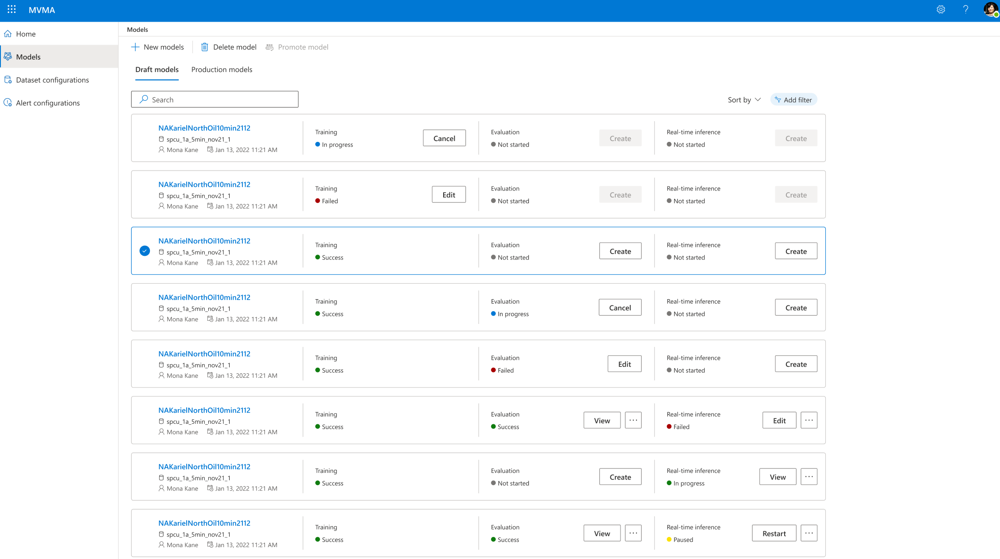 MVMA
Home
Models
Dataset configurations
Alert configurations
Models
New models
Delete model
Promote model
Draft models
Production models
Search
Sort by
Add filter
NAKarielNorthOil10min2112
spcu_1a_5min_nov21_1
Mona Kane Jan 13, 2022 11:21 AM
Training
In progress
Cancel
Evaluation
Not started
Create
Real-time inference
Not started
Create
NAKarielNorthOil10min2112
spcu_1a_5min_nov21_1
Mona Kane Jan 13, 2022 11:21 AM
Training
Failed
Edit
Evaluation
Not started
Create
Real-time inference
Not started
Create
NAKarielNorthOil10min2112
spcu_1a_5min_nov21_1
Mona Kane Jan 13, 2022 11:21 AM
Training
Success
Evaluation
Not started
Create
Real-time inference
Not started
Create
NAKarielNorthOil10min2112
spcu_1a_5min_nov21_1
Mona Kane Jan 13, 2022 11:21 AM
Training
Success
Evaluation
In progress
Cancel
Real-time inference
Not started
Create
NAKarielNorthOil10min2112
spcu_1a_5min_nov21_1
Mona Kane Jan 13, 2022 11:21 AM
Training
Success
Evaluation
Failed
Edit
Real-time inference
Not started
Create
NAKarielNorthOil10min2112
spcu_1a_5min_nov21_1
Mona Kane Jan 13, 2022 11:21 AM
Training
Success
Evaluation
Success
View
Real-time inference
Failed
Edit
NAKarielNorthOil10min2112
spcu_1a_5min_nov21_1
Mona Kane Jan 13, 2022 11:21 AM
Training
Success
Evaluation
Not started
Create
Real-time inference
In progress
View
NAKarielNorthOil10min2112
spcu_1a_5min_nov21_1
Mona Kane Jan 13, 2022 11:21 AM
Training
Success
Evaluation
Success
View
Real-time inference
Paused
Restart